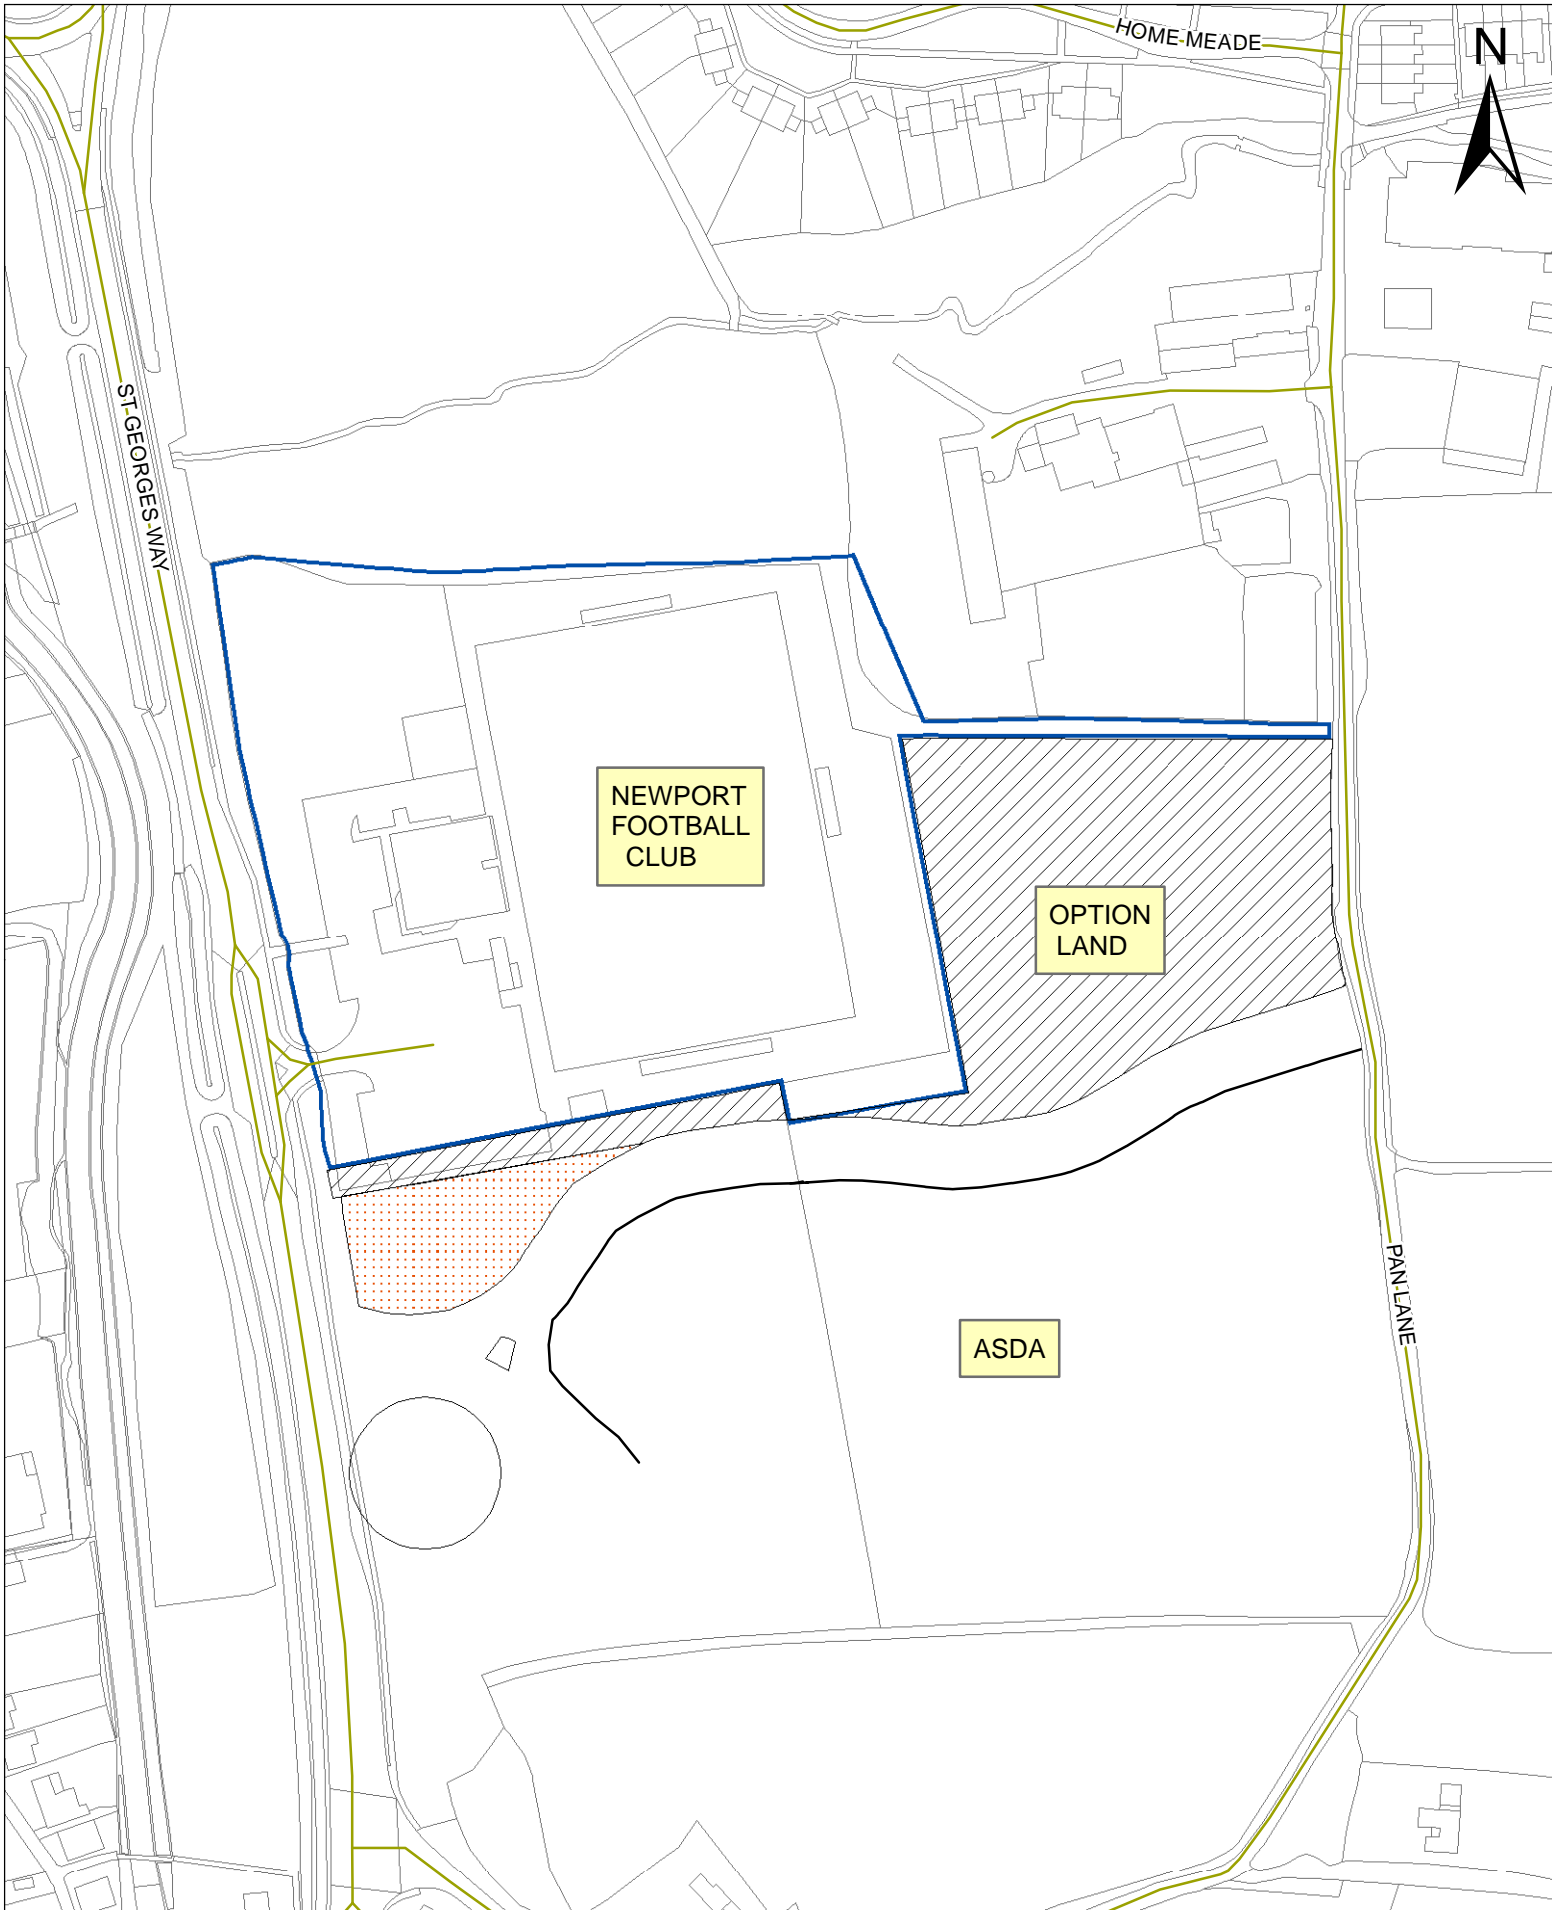 HOME MEADE
N
ST GEORGES WAY
NEWPORT
FOOTBALL
CLUB
OPTION
LAND
PAN LANE
ASDA